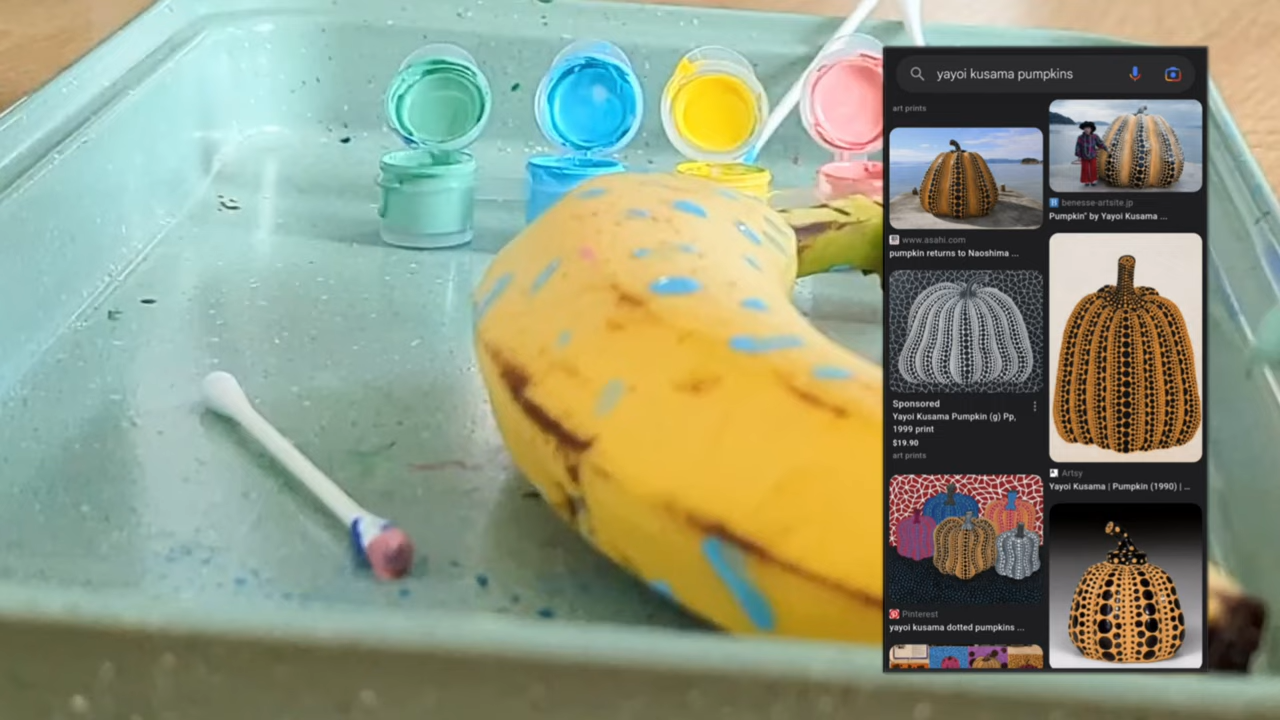 yayoi kusama pumpkins
art prints
www.asahi.com
pumpkin returns to Naoshima ...
Sponsored
Yayoi Kusama Pumpkin (g) Pp,
1999 print
$19.90
art prints
Pinterest
yayoi kusama dotted pumpkins ...
benesse-artsite.jp
Pumpkin" by Yayoi Kusama ...
Artsy
Yayoi Kusama | Pumpkin (1990) | ...